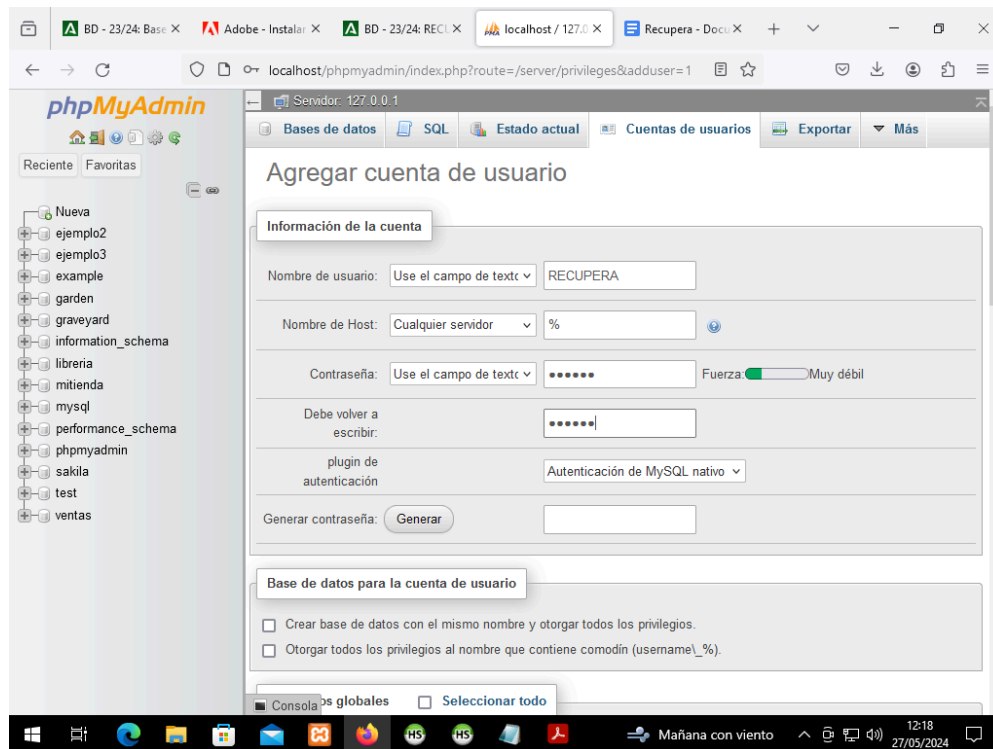 BD - 23/24: Base
Adobe - Instalar
BD - 23/24: RECU
localhost / 127.0
Recupera - Docu
localhost/phpmyadmin/index.php?route=/server/privileges&adduser=1
phpMyAdmin
Reciente Favoritas
Nueva
ejemplo2
ejemplo3
example
garden
graveyard
information_schema
libreria
mitienda
mysql
performance_schema
phpmyadmin
sakila
test
ventas
Servidor: 127.0.0.1
Bases de datos SQL Estado actual Cuentas de usuarios Exportar Más
Agregar cuenta de usuario
Información de la cuenta
Nombre de usuario: Use el campo de texto RECUPERA
Nombre de Host: Cualquier servidor %
Contraseña: Use el campo de texto •••••• Fuerza: Muy débil
Debe volver a
escribir: ••••••
plugin de
autenticación Autenticación de MySQL nativo
Generar contraseña: Generar
Base de datos para la cuenta de usuario
Crear base de datos con el mismo nombre y otorgar todos los privilegios.
Otorgar todos los privilegios al nombre que contiene comodín (username\_%).
Consola os globales Seleccionar todo
HS HS Mañana con viento 12:18
27/05/2024